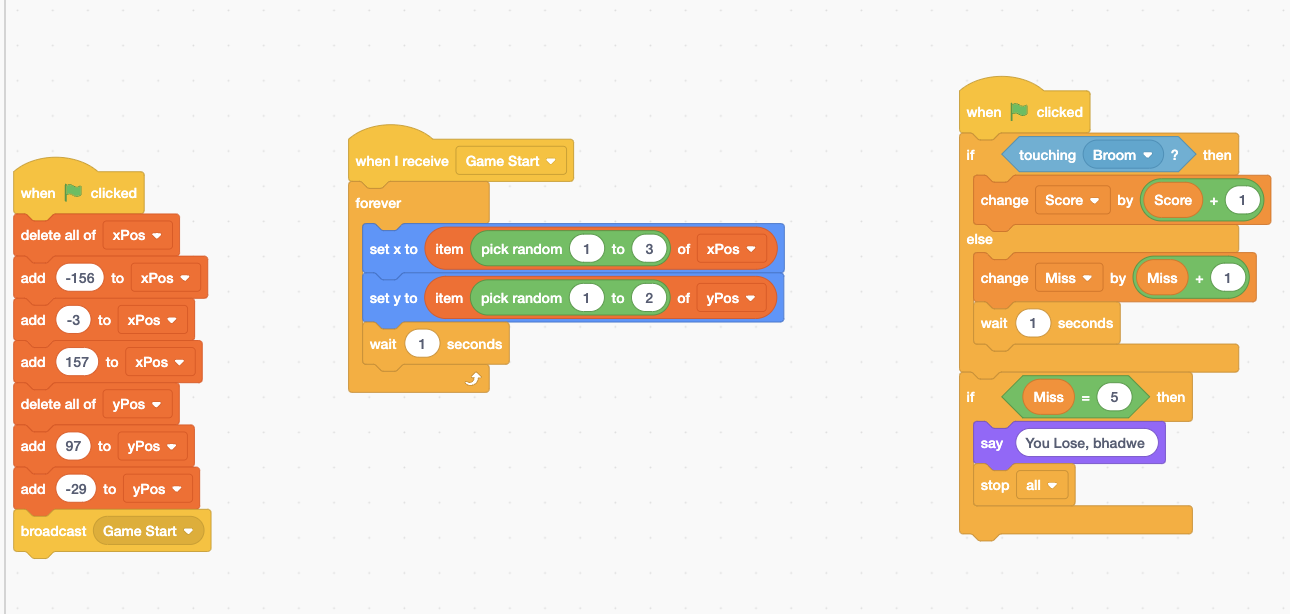 when clicked
delete all of xPos
add -156 to xPos
add -3 to xPos
add 157 to xPos
delete all of yPos
add 97 to yPos
add -29 to yPos
broadcast Game Start
when I receive Game Start
forever
set x to item pick random 1 to 3 of xPos
set y to item pick random 1 to 2 of yPos
wait 1 seconds
when clicked
if touching Broom ? then
change Score by Score + 1
else
change Miss by Miss + 1
wait 1 seconds
if Miss = 5 then
say You Lose, bhadwe
stop all